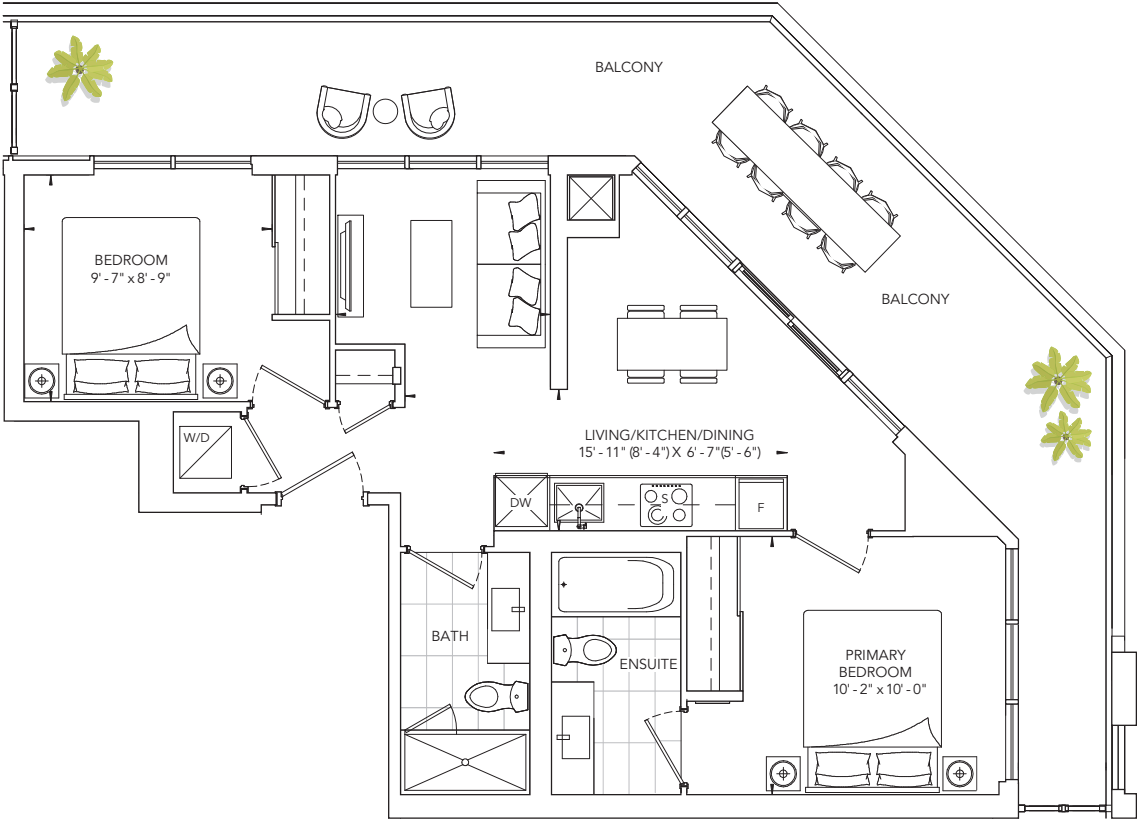 BALCONY
BEDROOM
9'-7" x 8'-9"
BALCONY
W/D
LIVING/KITCHEN/DINING
15'-11" (8'-4") X 6'-7"(5'-6")
DW
S
F
BATH
ENSUITE
PRIMARY
BEDROOM
10'-2" x 10'-0"